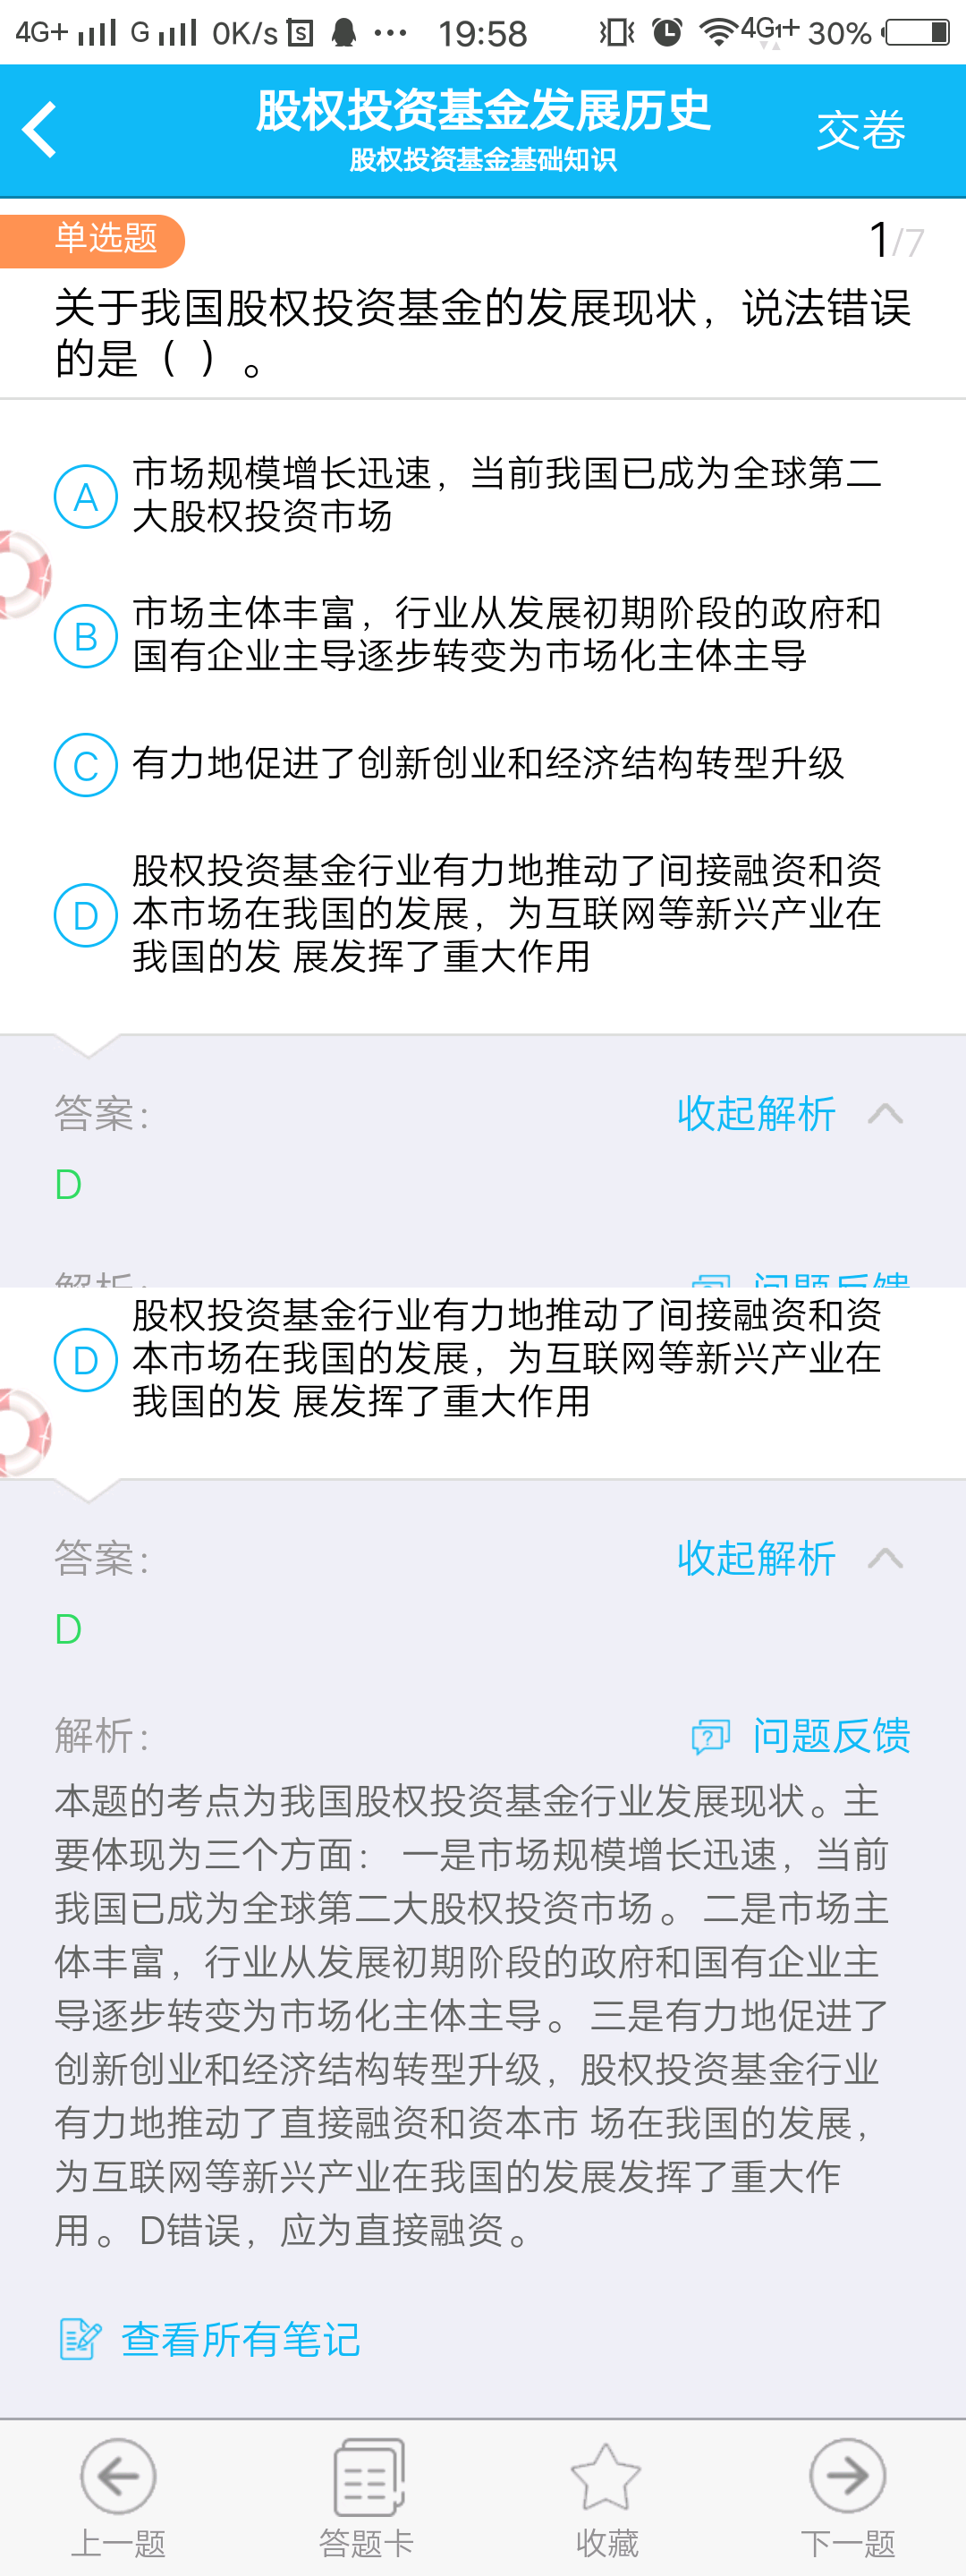 4G+ G 0K/s S ··· 19:58 4G1+ 30%
股权投资基金发展历史
股权投资基金基础知识
交卷
单选题
1/7
关于我国股权投资基金的发展现状，说法错误
的是（ ）。
A
市场规模增长迅速，当前我国已成为全球第二
大股权投资市场
B
市场主体丰富，行业从发展初期阶段的政府和
国有企业主导逐步转变为市场化主体主导
C
有力地促进了创新创业和经济结构转型升级
D
股权投资基金行业有力地推动了间接融资和资
本市场在我国的发展，为互联网等新兴产业在
我国的发 展发挥了重大作用
答案：
收起解析
D
解析：
问题反馈
股权投资基金行业有力地推动了间接融资和资
D
本市场在我国的发展，为互联网等新兴产业在
我国的发 展发挥了重大作用
答案：
收起解析
D
解析：
问题反馈
本题的考点为我国股权投资基金行业发展现状。主
要体现为三个方面： 一是市场规模增长迅速，当前
我国已成为全球第二大股权投资市场。 二是市场主
体丰富，行业从发展初期阶段的政府和国有企业主
导逐步转变为市场化主体主导。 三是有力地促进了
创新创业和经济结构转型升级，股权投资基金行业
有力地推动了直接融资和资本市 场在我国的发展，
为互联网等新兴产业在我国的发展发挥了重大作
用。 D错误，应为直接融资。
查看所有笔记
上一题
答题卡
收藏
下一题